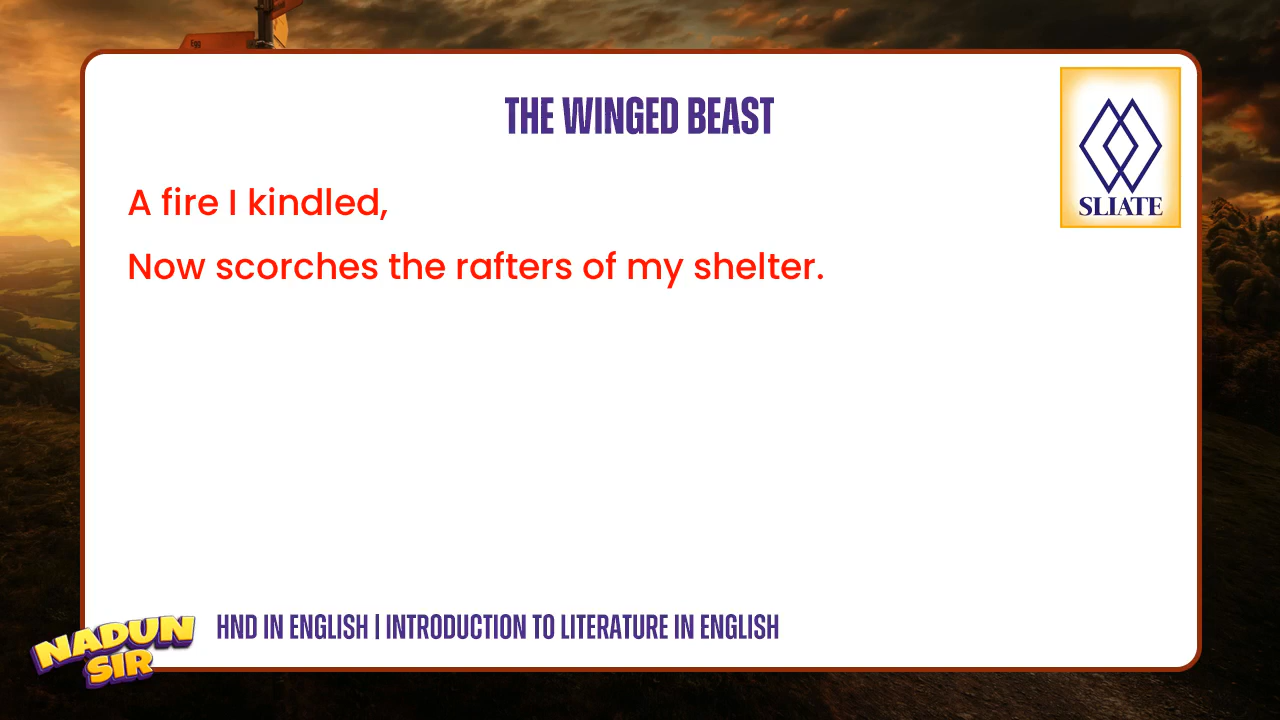 Egg
THE WINGED BEAST
SLIATE
A fire I kindled,
Now scorches the rafters of my shelter.
HND IN ENGLISH | INTRODUCTION TO LITERATURE IN ENGLISH
NADUN
SIR